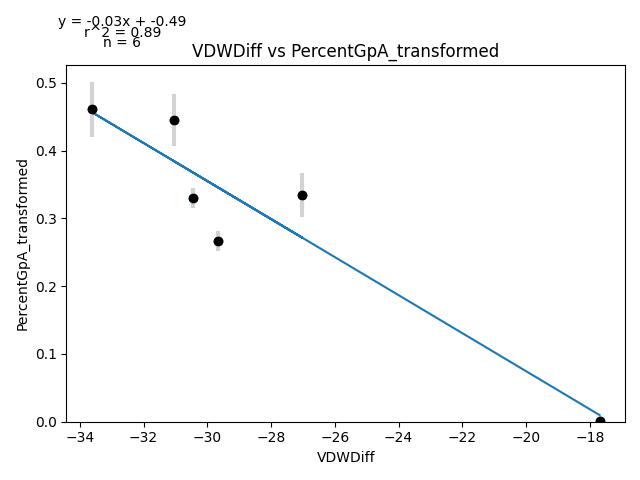 y = -0.03x + -0.49
r^2 = 0.89
n = 6
VDWDiff vs PercentGpA_transformed
PercentGpA_transformed
0.5
0.4
0.3
0.2
0.1
0.0
−34 −32 −30 −28 −26 −24 −22 −20 −18
VDWDiff